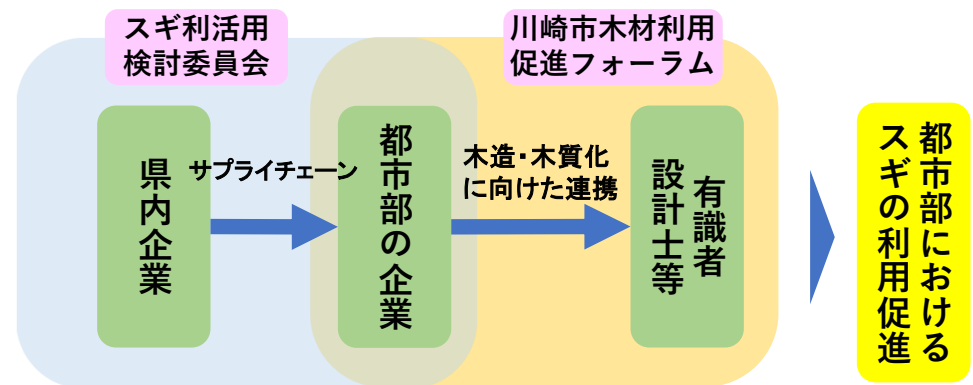 スギ利活用
検討委員会
川崎市木材利用
促進フォーラム
県内企業
サプライチェーン
都市部の企業
木造・木質化
に向けた連携
有識者
設計士等
都市部における
スギの利用促進